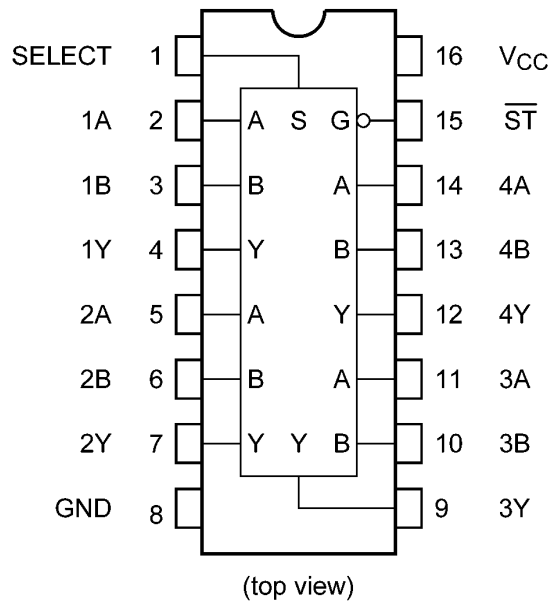 SELECT 1 16 VCC
1A 2 A S G 15 ST
1B 3 B A 14 4A
1Y 4 Y B 13 4B
2A 5 A Y 12 4Y
2B 6 B A 11 3A
2Y 7 Y Y B 10 3B
GND 8 9 3Y
(top view)